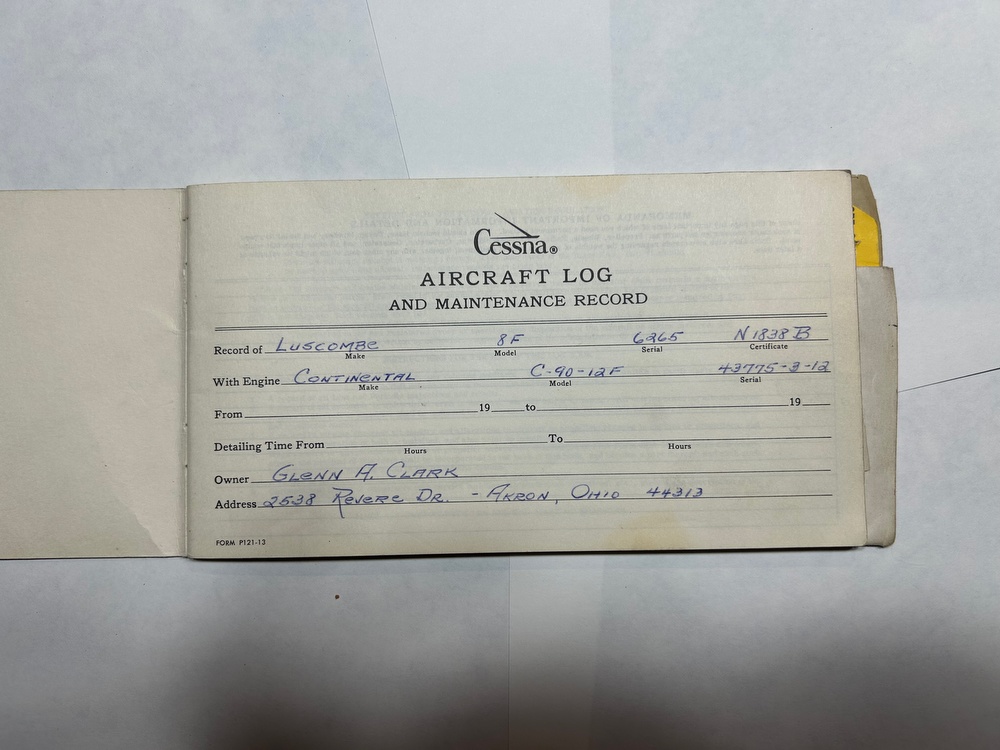 Cessna®
AIRCRAFT LOG
AND MAINTENANCE RECORD
Record of LUSCOMBE 8F 6265 N1838B
Make Model Serial Certificate
With Engine CONTINENTAL C-90-12F 43775-3-12
Make Model Serial
From 19 to 19
Detailing Time From To
Hours Hours
Owner GLENN A. CLARK
Address 2538 REVERE DR. - AKRON, OHIO 44313
FORM P121-13